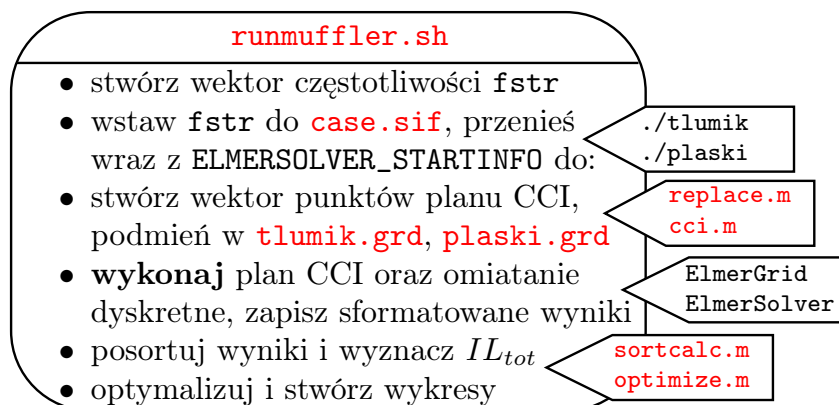 runmuffler.sh
• stwórz wektor częstotliwości fstr
• wstaw fstr do case.sif, przenieś
wraz z ELMERSOLVER_STARTINFO do:
./tlumik
./plaski
• stwórz wektor punktów planu CCI,
podmień w tlumik.grd, plaski.grd
replace.m
cci.m
• wykonaj plan CCI oraz omiatanie
dyskretne, zapisz sformatowane wyniki
ElmerGrid
ElmerSolver
• posortuj wyniki i wyznacz IL_{tot}
• optymalizuj i stwórz wykresy
sortcalc.m
optimize.m